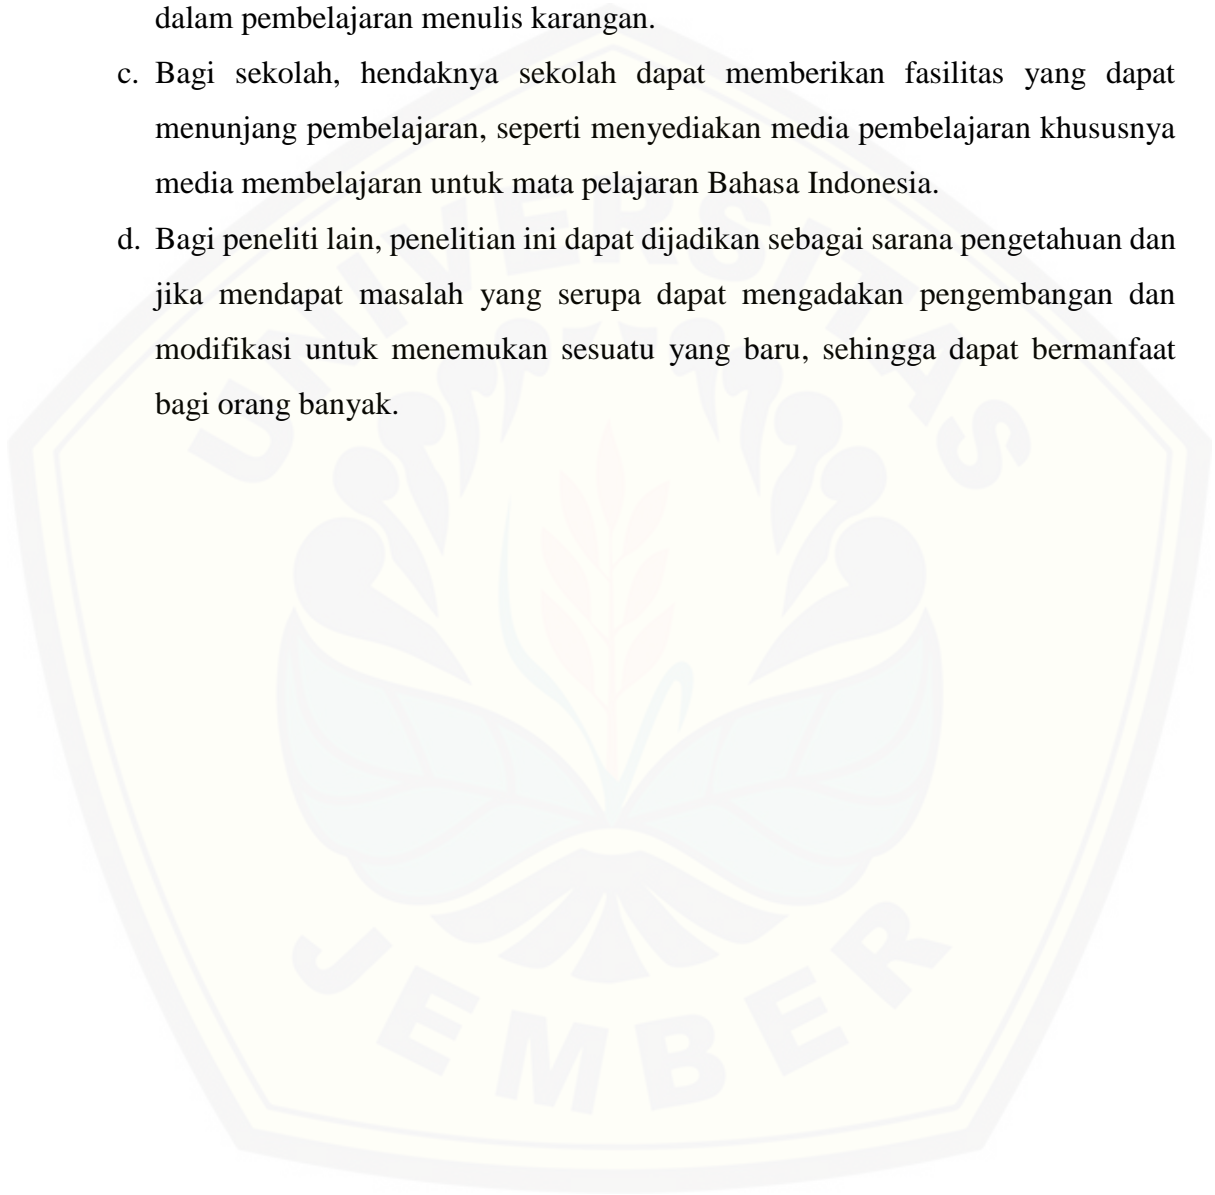 dalam pembelajaran menulis karangan.
c. Bagi sekolah, hendaknya sekolah dapat memberikan fasilitas yang dapat
menunjang pembelajaran, seperti menyediakan media pembelajaran khususnya
media membelajaran untuk mata pelajaran Bahasa Indonesia.
d. Bagi peneliti lain, penelitian ini dapat dijadikan sebagai sarana pengetahuan dan
jika mendapat masalah yang serupa dapat mengadakan pengembangan dan
modifikasi untuk menemukan sesuatu yang baru, sehingga dapat bermanfaat
bagi orang banyak.
UNIVERSITAS
JEMBER